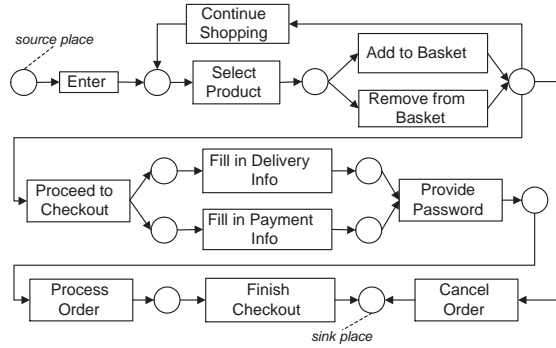 Continue
Shopping
source place
Enter
Select
Product
Add to Basket
Remove from
Basket
Proceed to
Checkout
Fill in Delivery
Info
Fill in Payment
Info
Provide
Password
Process
Order
Finish
Checkout
Cancel
Order
sink place